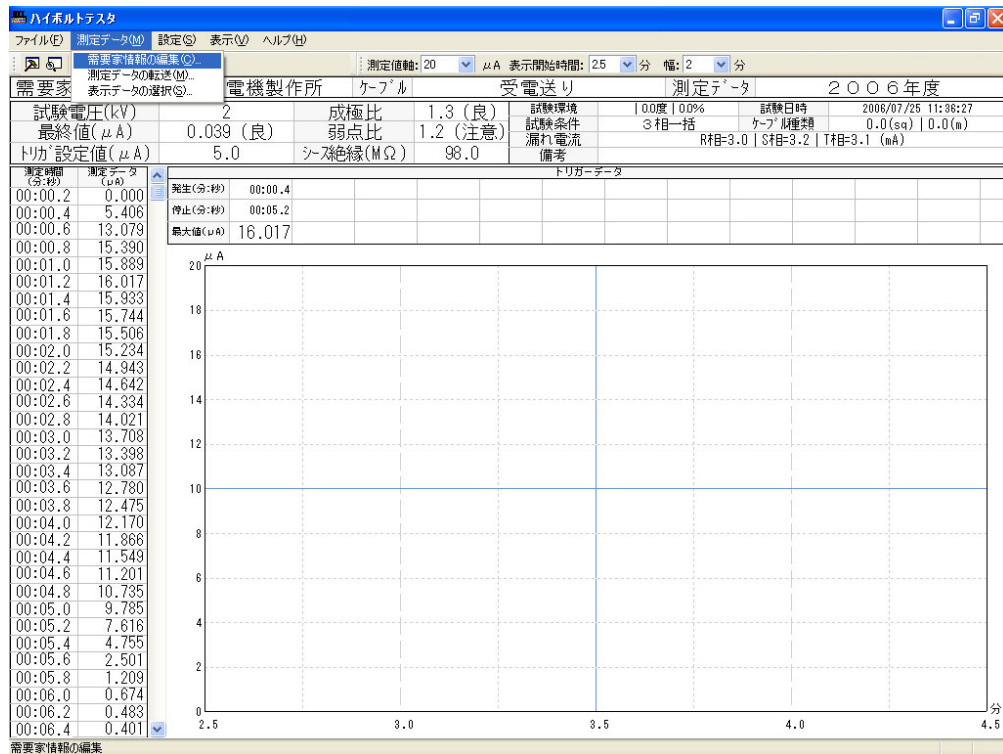 ハイボルトテスタ
ファイル(F) 測定データ(M) 設定(S) 表示(V) ヘルプ(H)
需要家情報の編集(C)...
測定データの転送(M)...
表示データの選択(S)...
測定値軸: 20 μA 表示開始時間: 2.5 分 幅: 2 分
需要家 電機製作所 ケーブル 受電送り 測定データ 2006年度
試験電圧(kV) 2 成極比 1.3 (良) 試験環境 | 0.0度 | 0.0% 試験日時 2006/07/25 11:36:27
最終値(μA) 0.039 (良) 弱点比 1.2 (注意) 試験条件 3相一括 ケーブル種類 0.0(sq) | 0.0(m)
トリガ設定値(μA) 5.0 シース絶縁(MΩ) 98.0 漏れ電流 R相=3.0 | S相=3.2 | T相=3.1 (mA)
備考
測定時間(分:秒) 測定データ(μA)
00:00.2 0.000
00:00.4 5.406
00:00.6 13.079
00:00.8 15.390
00:01.0 15.889
00:01.2 16.017
00:01.4 15.933
00:01.6 15.744
00:01.8 15.506
00:02.0 15.234
00:02.2 14.943
00:02.4 14.642
00:02.6 14.334
00:02.8 14.021
00:03.0 13.708
00:03.2 13.398
00:03.4 13.087
00:03.6 12.780
00:03.8 12.475
00:04.0 12.170
00:04.2 11.866
00:04.4 11.549
00:04.6 11.201
00:04.8 10.735
00:05.0 9.785
00:05.2 7.616
00:05.4 4.755
00:05.6 2.501
00:05.8 1.209
00:06.0 0.674
00:06.2 0.483
00:06.4 0.401
トリガーデータ
発生(分:秒) 00:00.4
停止(分:秒) 00:05.2
最大値(μA) 16.017
μA
20
18
16
14
12
10
8
6
4
2
0
2.5 3.0 3.5 4.0 4.5 分
需要家情報の編集